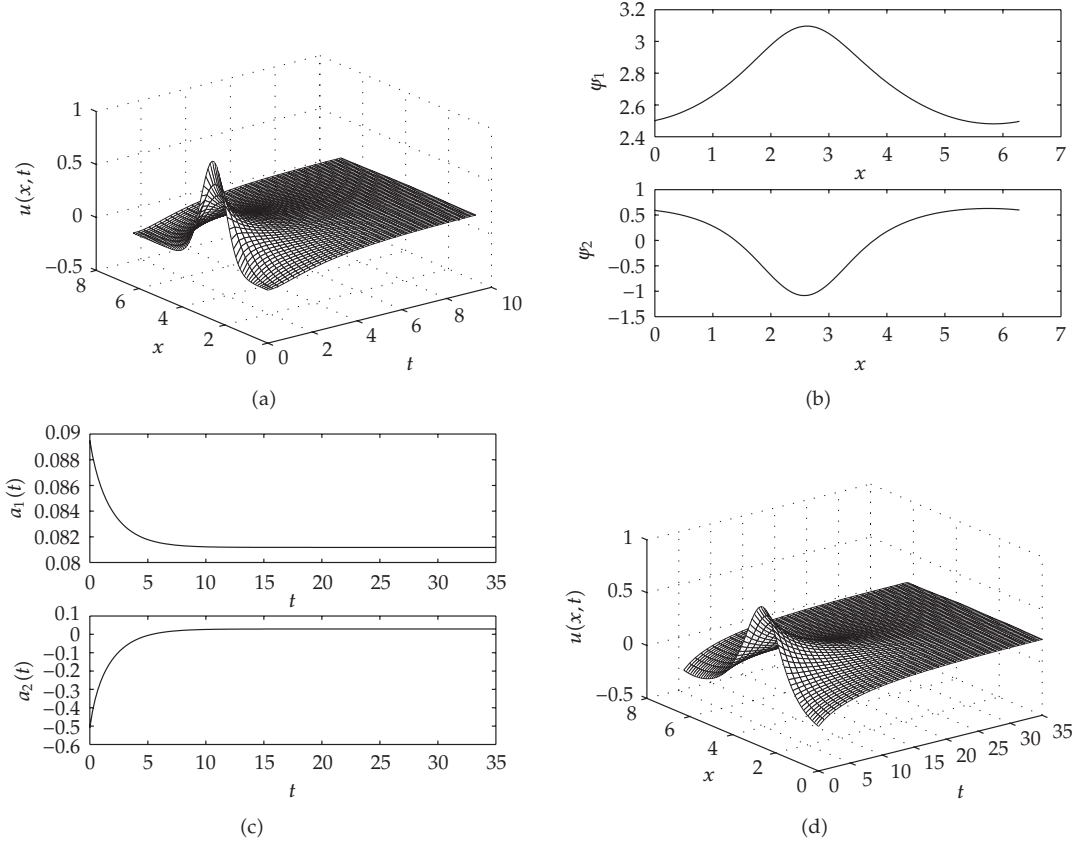 1
0.5
0
−0.5
u(x, t)
8
6
4
2
0
x
0
2
4
6
8
10
t
(a)
3.2
3
2.8
2.6
2.4
ψ1
0 1 2 3 4 5 6 7
x
1
0.5
0
−0.5
−1
−1.5
ψ2
0 1 2 3 4 5 6 7
x
(b)
0.09
0.088
0.086
0.084
0.082
0.08
a1(t)
0 5 10 15 20 25 30 35
t
0.1
0
−0.1
−0.2
−0.3
−0.4
−0.5
−0.6
a2(t)
0 5 10 15 20 25 30 35
t
(c)
1
0.5
0
−0.5
u(x, t)
8
6
4
2
0
x
0
5
10
15
20
25
30
35
t
(d)